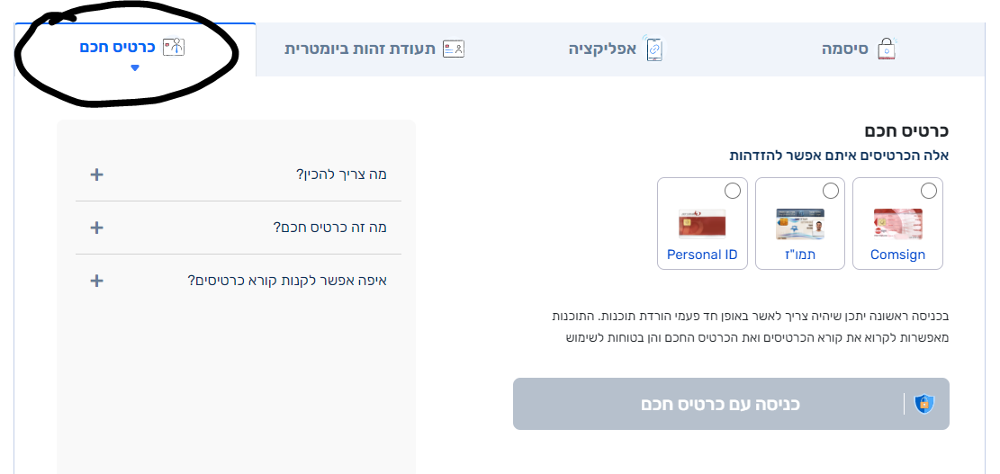 סיסמה
אפליקציה
תעודת זהות ביומטרית
כרטיס חכם
כרטיס חכם
אלה הכרטיסים איתם אפשר להזדהות
Comsign
תמו"ז
Personal ID
בכניסה ראשונה יתכן שיהיה צריך לאשר באופן חד פעמי הורדת תוכנות. התוכנות
מאפשרות לקרוא את קורא הכרטיסים ואת הכרטיס החכם והן בטוחות לשימוש
כניסה עם כרטיס חכם
מה צריך להכין?
מה זה כרטיס חכם?
איפה אפשר לקנות קורא כרטיסים?